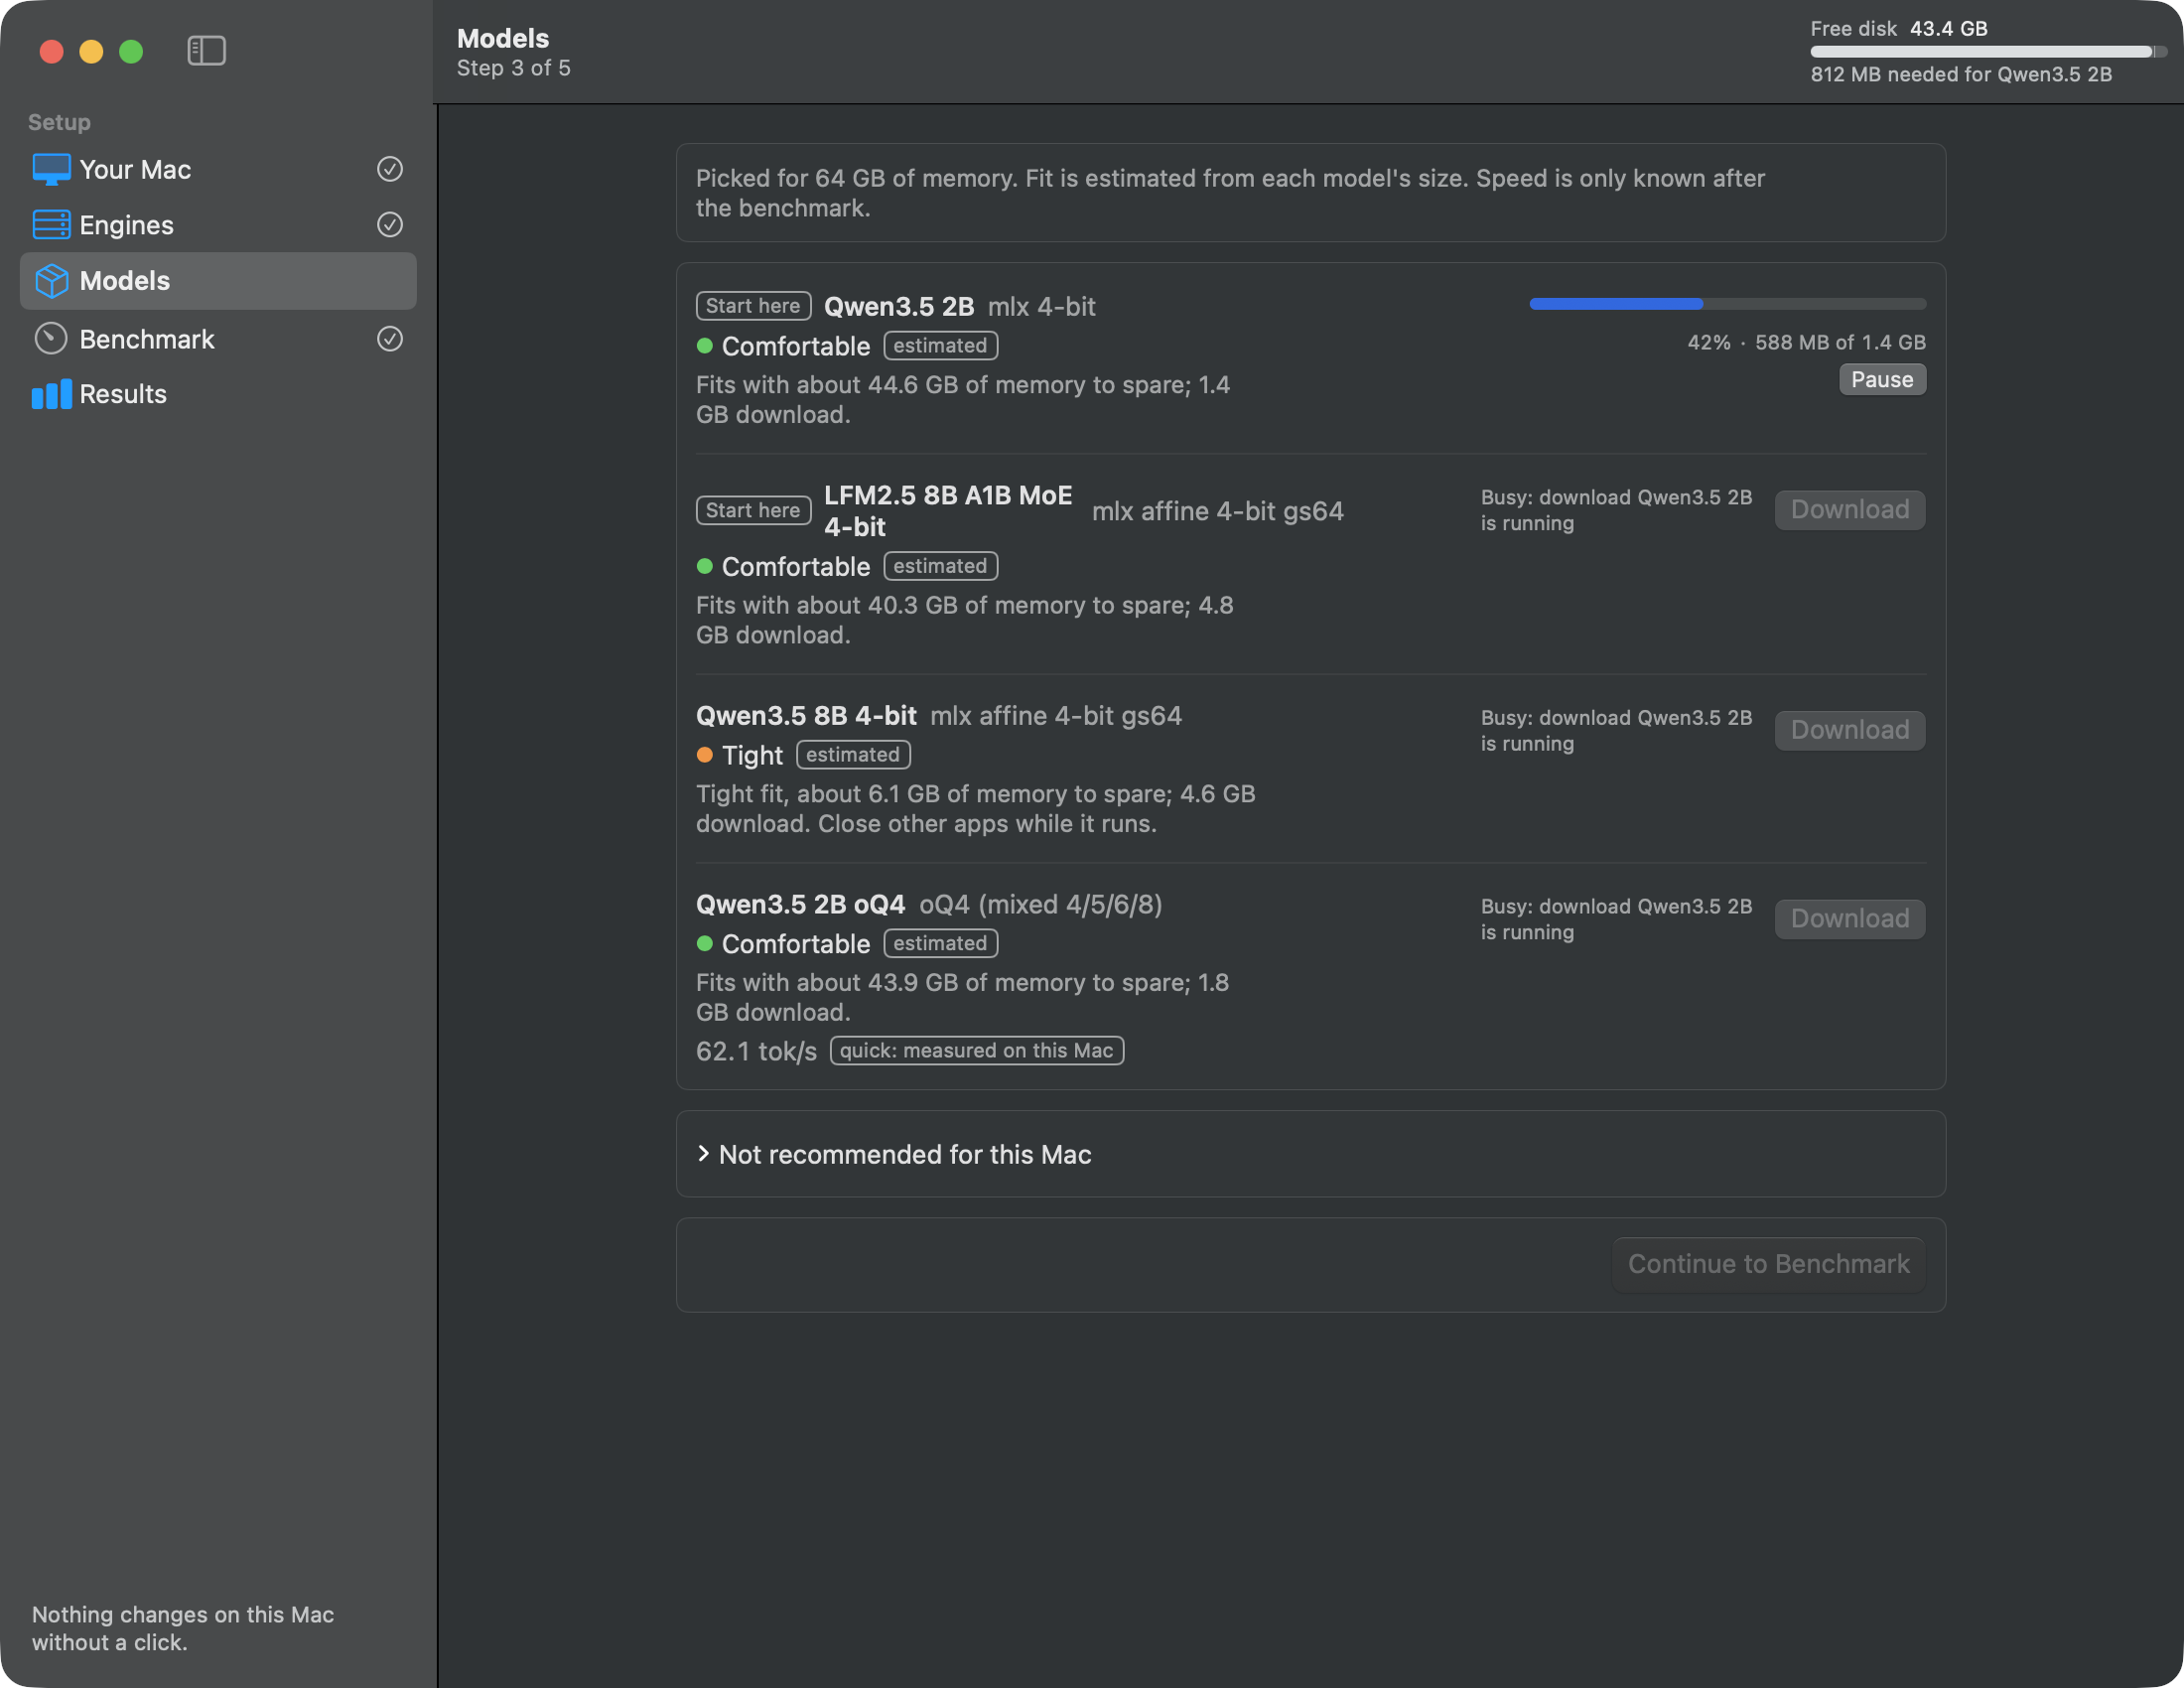 Models
Step 3 of 5
Free disk 43.4 GB
812 MB needed for Qwen3.5 2B
Setup
Your Mac
Engines
Models
Benchmark
Results
Nothing changes on this Mac
without a click.
Picked for 64 GB of memory. Fit is estimated from each model's size. Speed is only known after
the benchmark.
Start here Qwen3.5 2B mlx 4-bit
Comfortable estimated
Fits with about 44.6 GB of memory to spare; 1.4
GB download.
42% · 588 MB of 1.4 GB
Pause
Start here LFM2.5 8B A1B MoE
4-bit
mlx affine 4-bit gs64
Comfortable estimated
Fits with about 40.3 GB of memory to spare; 4.8
GB download.
Busy: download Qwen3.5 2B
is running
Download
Qwen3.5 8B 4-bit mlx affine 4-bit gs64
Tight estimated
Tight fit, about 6.1 GB of memory to spare; 4.6 GB
download. Close other apps while it runs.
Busy: download Qwen3.5 2B
is running
Download
Qwen3.5 2B oQ4 oQ4 (mixed 4/5/6/8)
Comfortable estimated
Fits with about 43.9 GB of memory to spare; 1.8
GB download.
62.1 tok/s quick: measured on this Mac
Busy: download Qwen3.5 2B
is running
Download
Not recommended for this Mac
Continue to Benchmark